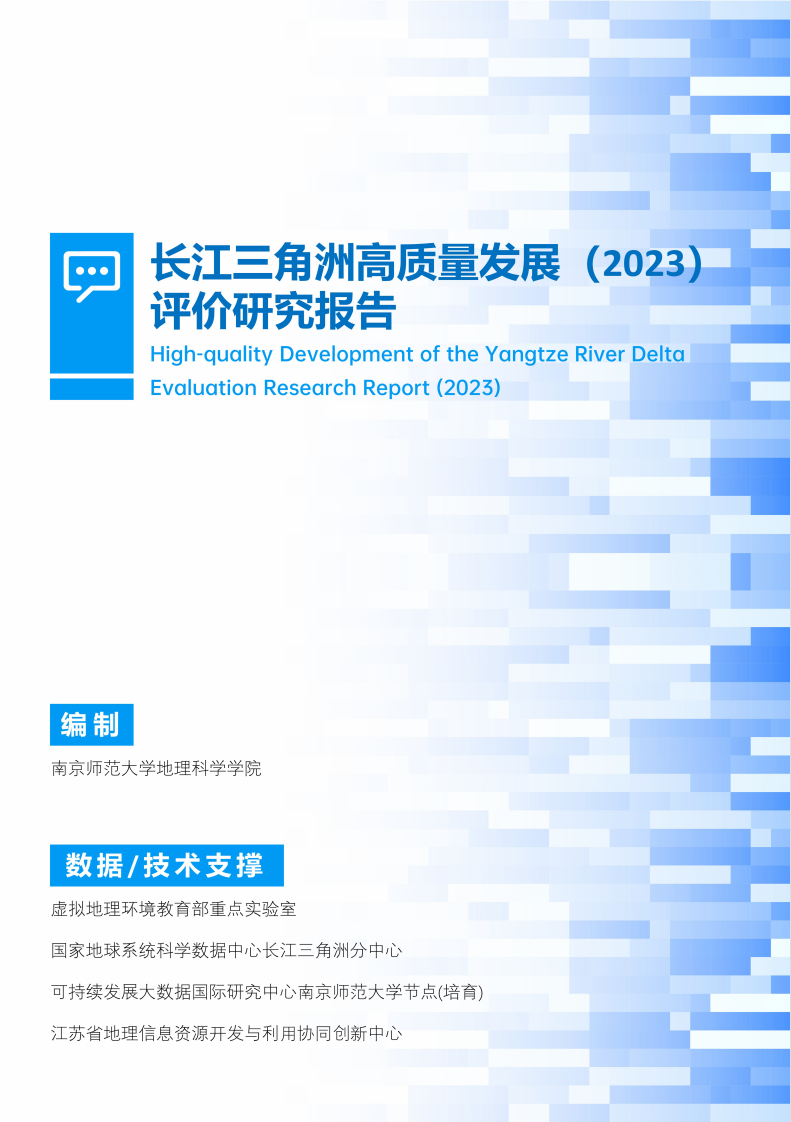 长江三角洲高质量发展（2023）
评价研究报告
High-quality Development of the Yangtze River Delta
Evaluation Research Report (2023)
编制
南京师范大学地理科学学院
数据/技术支撑
虚拟地理环境教育部重点实验室
国家地球系统科学数据中心长江三角洲分中心
可持续发展大数据国际研究中心南京师范大学节点(培育)
江苏省地理信息资源开发与利用协同创新中心